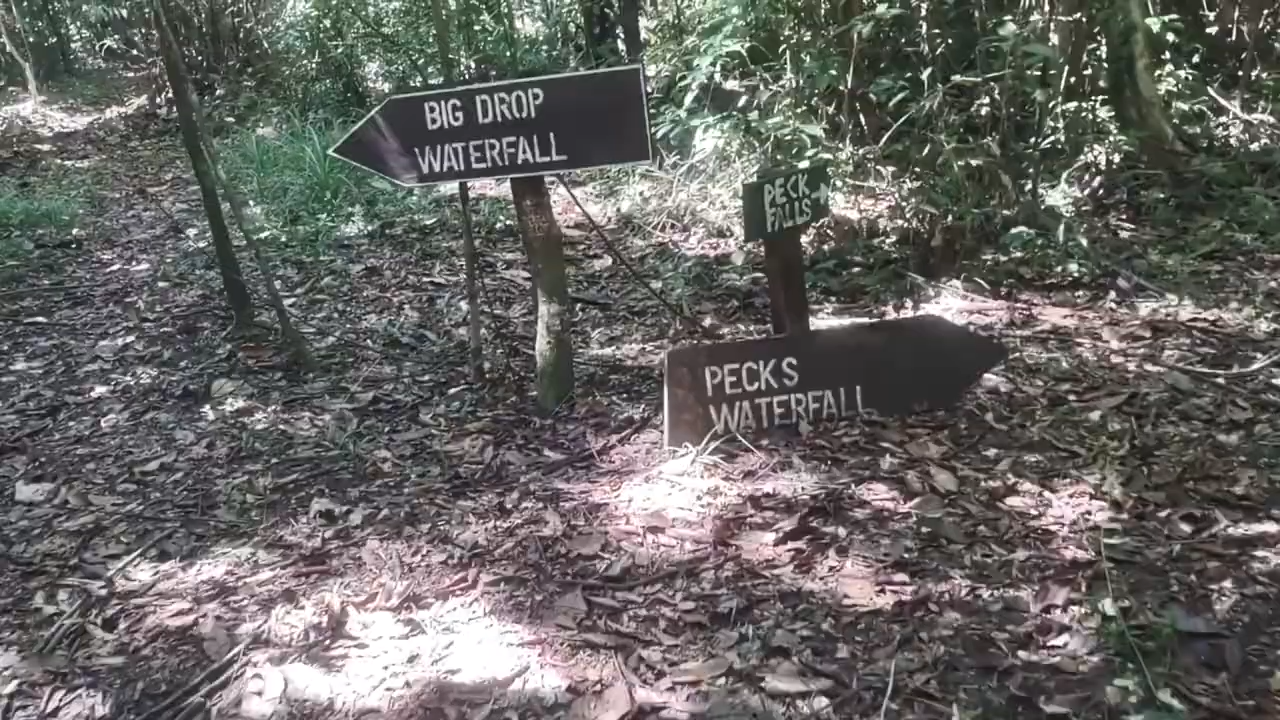 BIG DROP
WATERFALL
PECK
FALLS
PECKS
WATERFALL